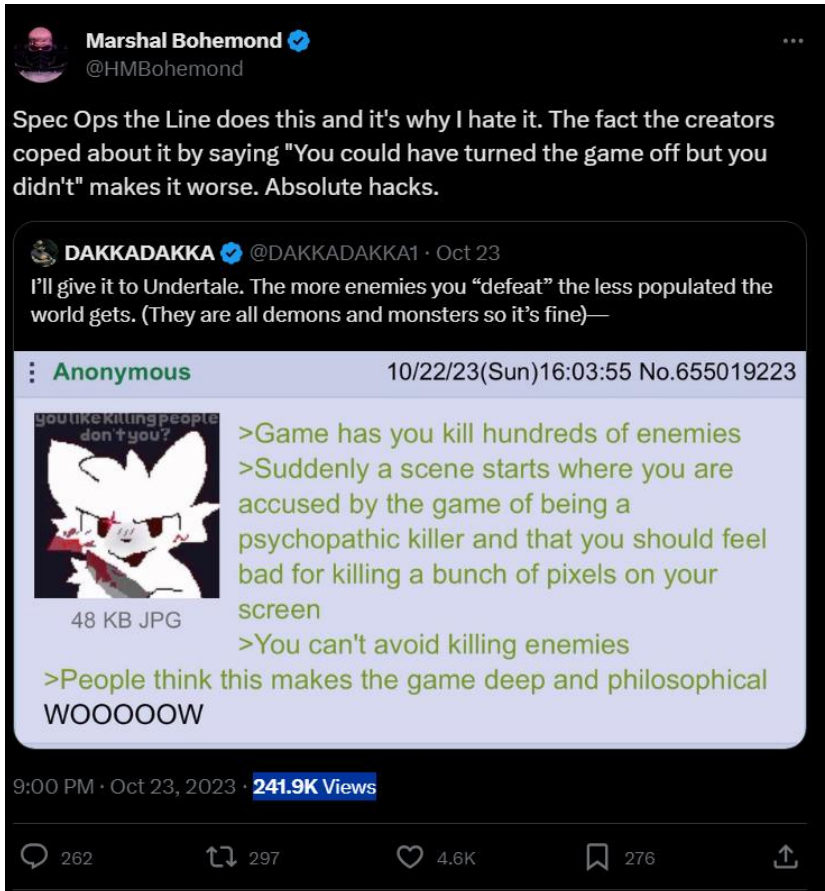 Marshal Bohemond
@HMBohemond
Spec Ops the Line does this and it's why I hate it. The fact the creators
coped about it by saying "You could have turned the game off but you
didn't" makes it worse. Absolute hacks.
DAKKADAKKA @DAKKADAKKA1 · Oct 23
I'll give it to Undertale. The more enemies you “defeat” the less populated the
world gets. (They are all demons and monsters so it's fine)—
Anonymous 10/22/23(Sun)16:03:55 No.655019223
you like killing people
don't you?
>Game has you kill hundreds of enemies
>Suddenly a scene starts where you are
accused by the game of being a
psychopathic killer and that you should feel
bad for killing a bunch of pixels on your
screen
48 KB JPG
>You can't avoid killing enemies
>People think this makes the game deep and philosophical
WOOOOOW
9:00 PM · Oct 23, 2023 · 241.9K Views
262 297 4.6K 276